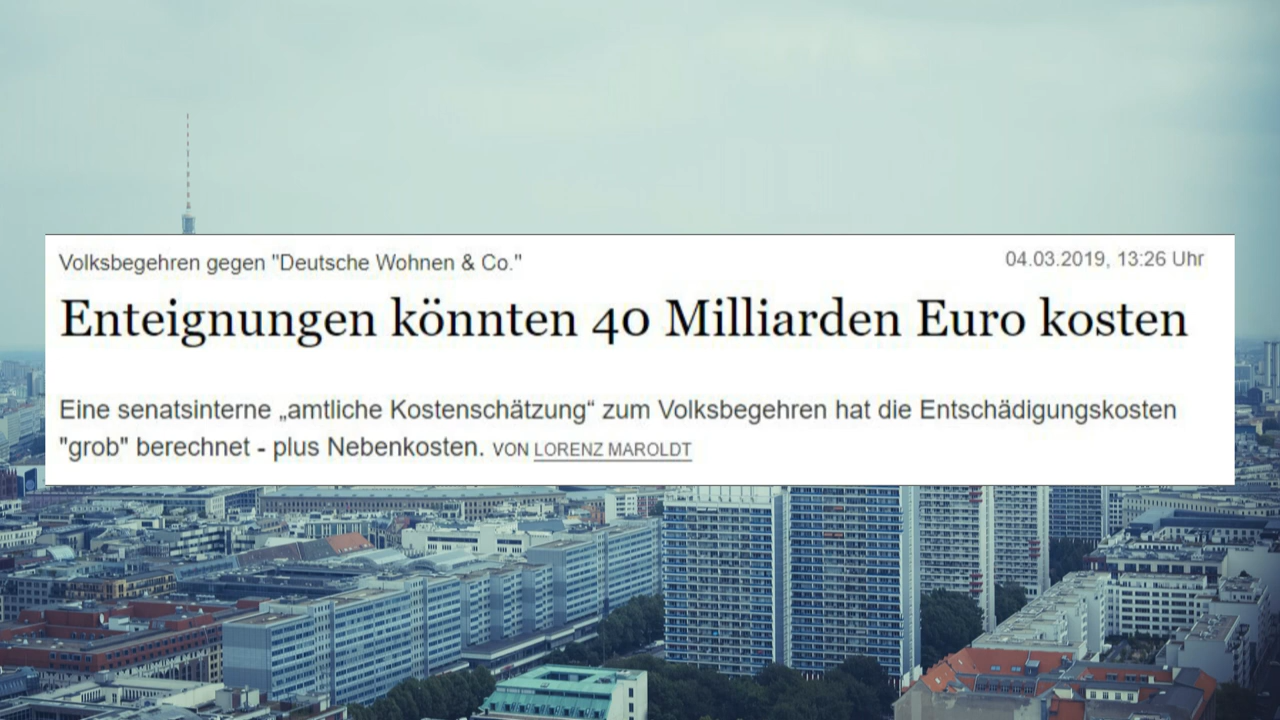 Volksbegehren gegen "Deutsche Wohnen & Co."
04.03.2019, 13:26 Uhr
Enteignungen könnten 40 Milliarden Euro kosten
Eine senatsinterne „amtliche Kostenschätzung“ zum Volksbegehren hat die Entschädigungskosten
"grob" berechnet - plus Nebenkosten. VON LORENZ MAROLDT